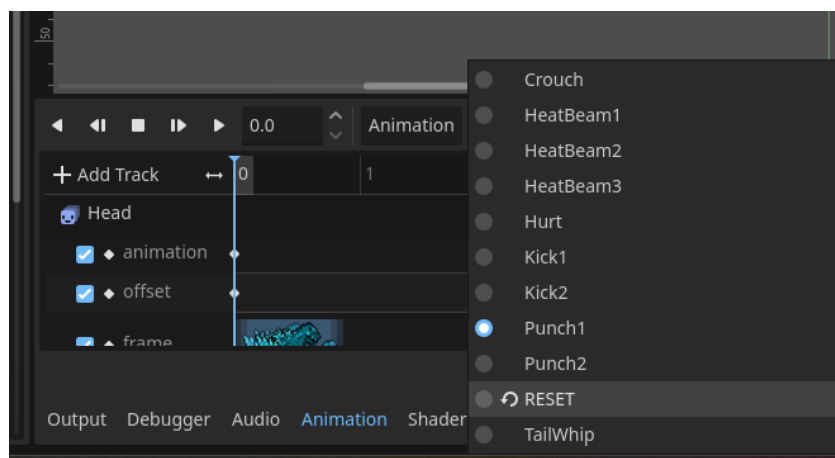 50
Crouch
HeatBeam1
HeatBeam2
HeatBeam3
Hurt
Kick1
Kick2
Punch1
Punch2
RESET
TailWhip
0.0 Animation
Add Track 0 1
Head
animation
offset
frame
Output Debugger Audio Animation Shader